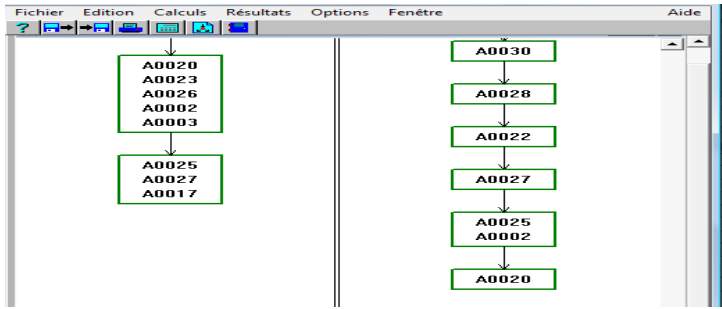 Fichier Edition Calculs Résultats Options Fenêtre Aide
?
A0020
A0023
A0026
A0002
A0003
A0025
A0027
A0017
A0030
A0028
A0022
A0027
A0025
A0002
A0020